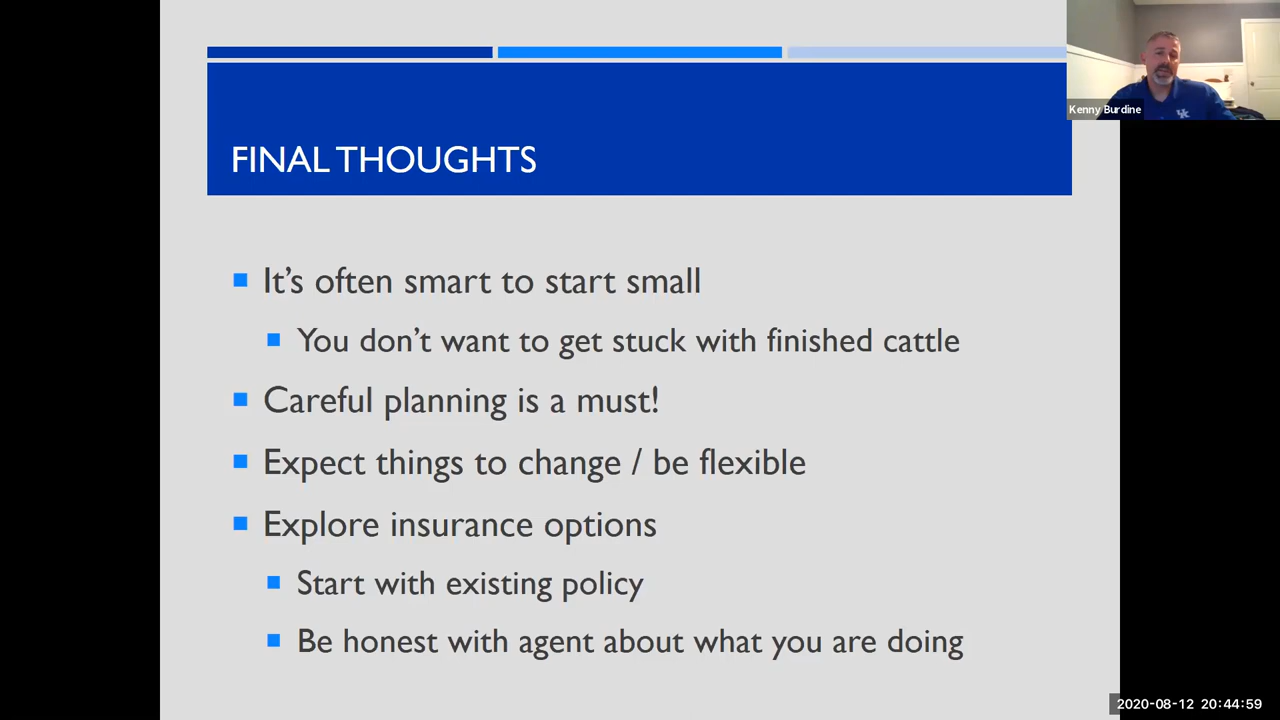 FINAL THOUGHTS
It's often smart to start small
You don't want to get stuck with finished cattle
Careful planning is a must!
Expect things to change / be flexible
Explore insurance options
Start with existing policy
Be honest with agent about what you are doing
Kenny Burdine
UK
2020-08-12 20:44:59